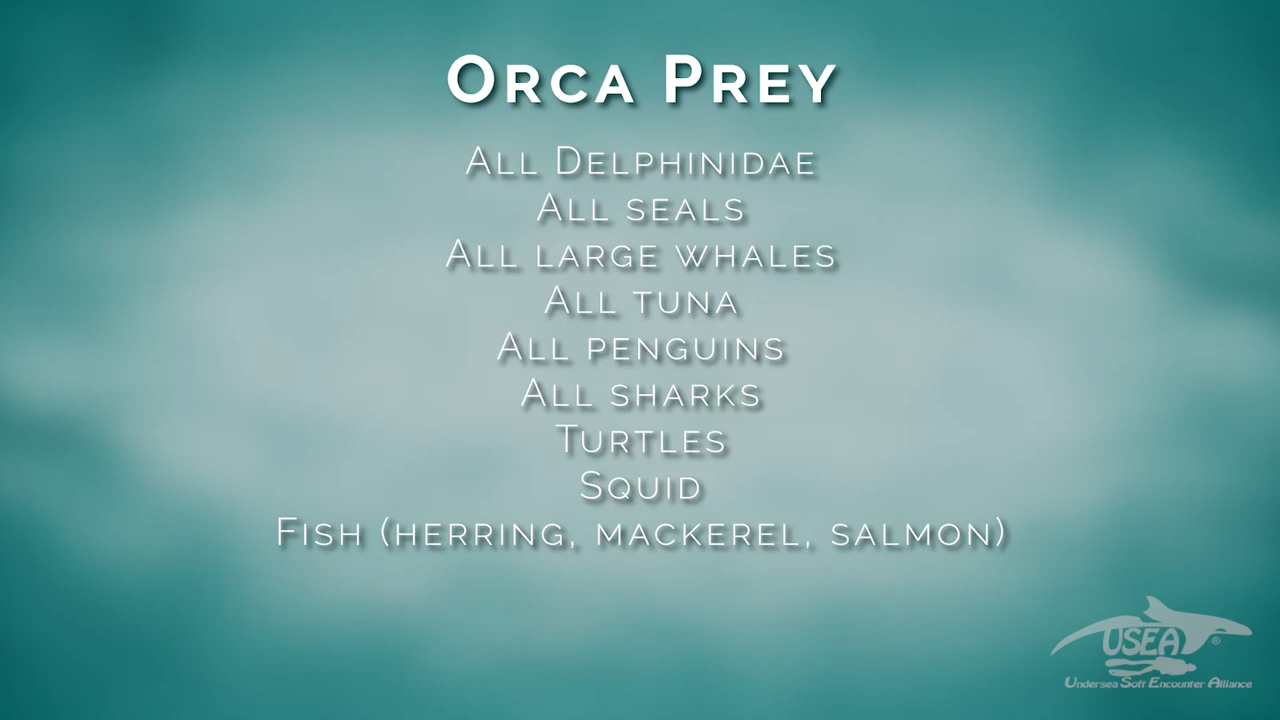 Orca Prey
All Delphinidae
All seals
All large whales
All tuna
All penguins
All sharks
Turtles
Squid
Fish (herring, mackerel, salmon)
USEA ®
Undersea Soft Encounter Alliance